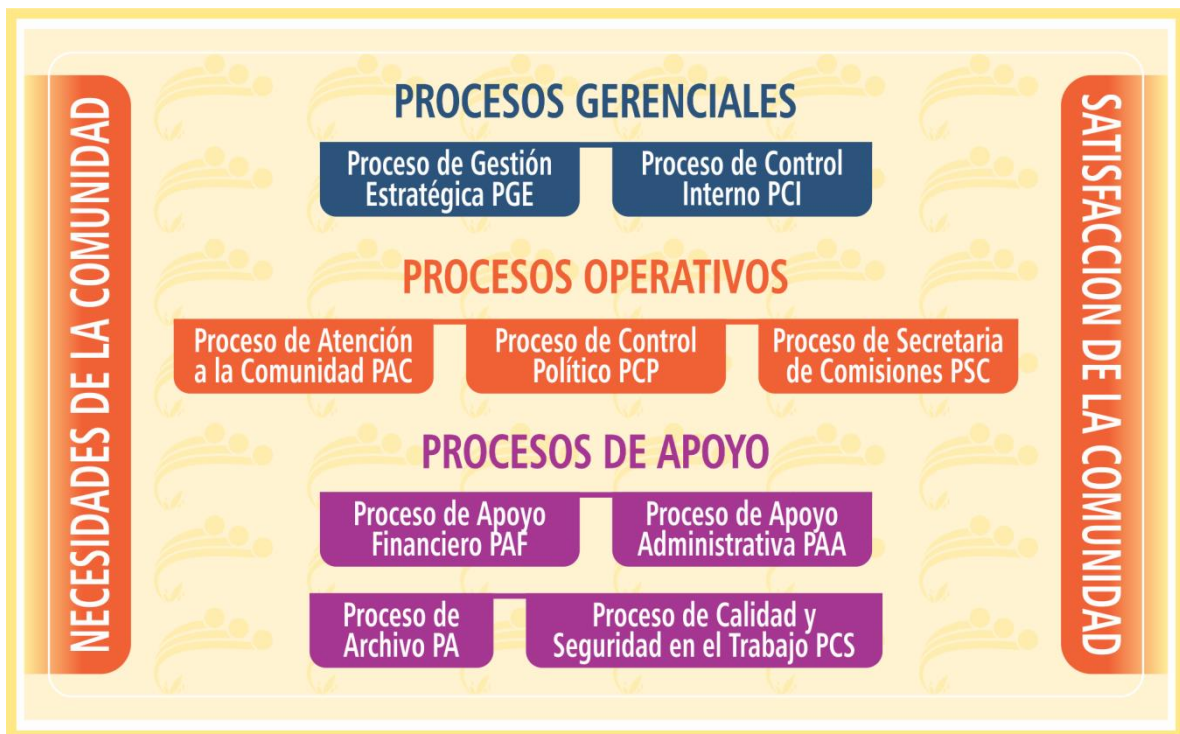 NECESIDADES DE LA COMUNIDAD
PROCESOS GERENCIALES
Proceso de Gestión
Estratégica PGE
Proceso de Control
Interno PCI
PROCESOS OPERATIVOS
Proceso de Atención
a la Comunidad PAC
Proceso de Control
Político PCP
Proceso de Secretaria
de Comisiones PSC
PROCESOS DE APOYO
Proceso de Apoyo
Financiero PAF
Proceso de Apoyo
Administrativa PAA
Proceso de
Archivo PA
Proceso de Calidad y
Seguridad en el Trabajo PCS
SATISFACCION DE LA COMUNIDAD